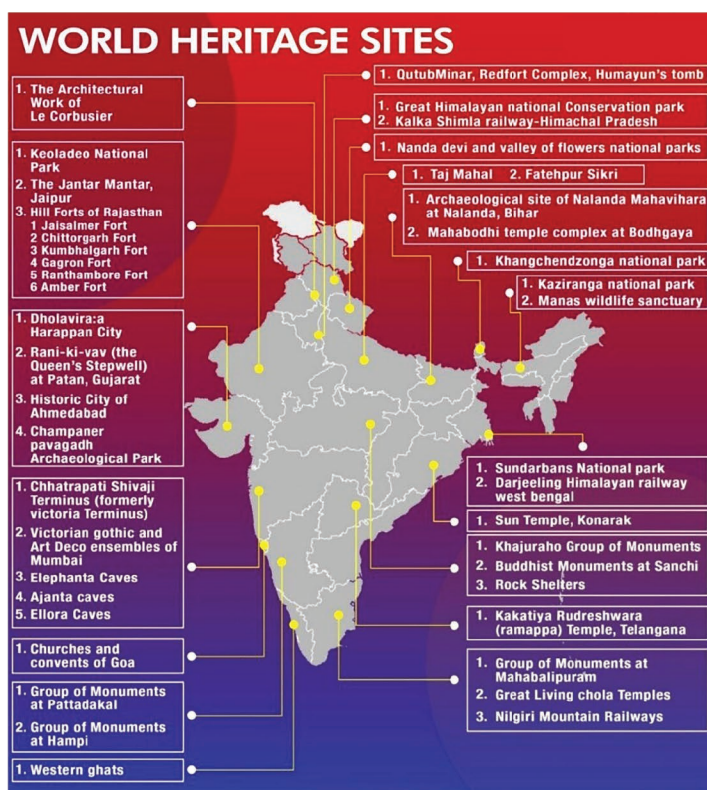 WORLD HERITAGE SITES
1. The Architectural
Work of
Le Corbusier
1. Keoladeo National
Park
2. The Jantar Mantar,
Jaipur
3. Hill Forts of Rajasthan
1 Jaisalmer Fort
2 Chittorgarh Fort
3 Kumbhalgarh Fort
4 Gagron Fort
5 Ranthambore Fort
6 Amber Fort
1. Dholavira:a
Harappan City
2. Rani-ki-vav (the
Queen's Stepwell)
at Patan, Gujarat
3. Historic City of
Ahmedabad
4. Champaner
pavagadh
Archaeological Park
1. Chhatrapati Shivaji
Terminus (formerly
victoria Terminus)
2. Victorian gothic and
Art Deco ensembles of
Mumbai
3. Elephanta Caves
4. Ajanta caves
5. Ellora Caves
1. Churches and
convents of Goa
1. Group of Monuments
at Pattadakal
2. Group of Monuments
at Hampi
1. Western ghats
1. QutubMinar, Redfort Complex, Humayun's tomb
1. Great Himalayan national Conservation park
2. Kalka Shimla railway-Himachal Pradesh
1. Nanda devi and valley of flowers national parks
1. Taj Mahal 2. Fatehpur Sikri
1. Archaeological site of Nalanda Mahavihara
at Nalanda, Bihar
2. Mahabodhi temple complex at Bodhgaya
1. Khangchendzonga national park
1. Kaziranga national park
2. Manas wildlife sanctuary
1. Sundarbans National park
2. Darjeeling Himalayan railway
west bengal
1. Sun Temple, Konarak
1. Khajuraho Group of Monuments
2. Buddhist Monuments at Sanchi
3. Rock Shelters
1. Kakatiya Rudreshwara
(ramappa) Temple, Telangana
1. Group of Monuments at
Mahabalipuram
2. Great Living chola Temples
3. Nilgiri Mountain Railways